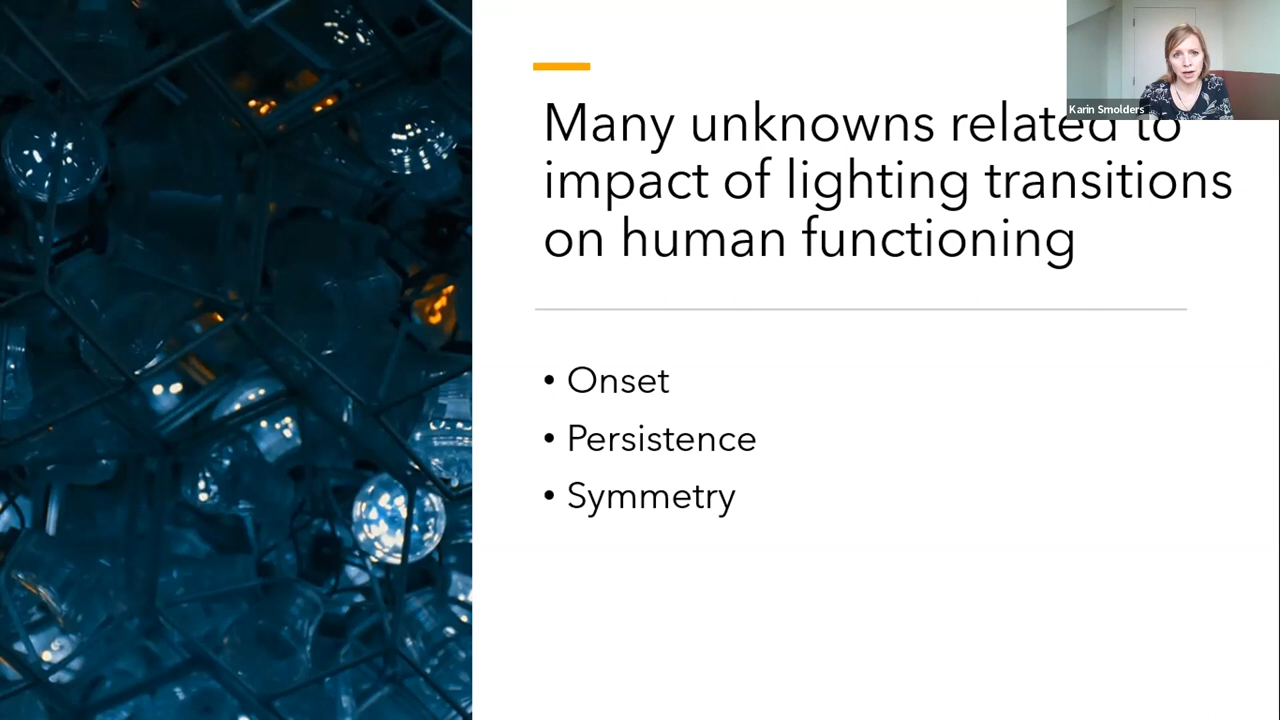 Karin Smolders
Many unknowns related to
impact of lighting transitions
on human functioning
• Onset
• Persistence
• Symmetry